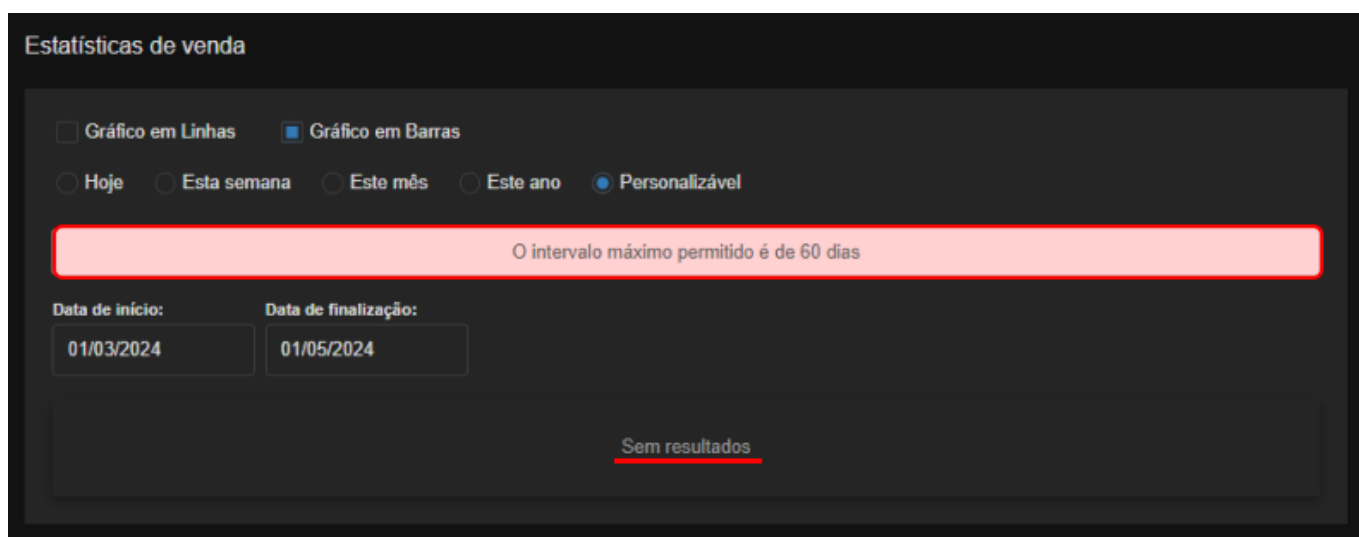 Estatísticas de venda
Gráfico em Linhas Gráfico em Barras
Hoje Esta semana Este mês Este ano Personalizável
O intervalo máximo permitido é de 60 dias
Data de início: Data de finalização:
01/03/2024 01/05/2024
Sem resultados